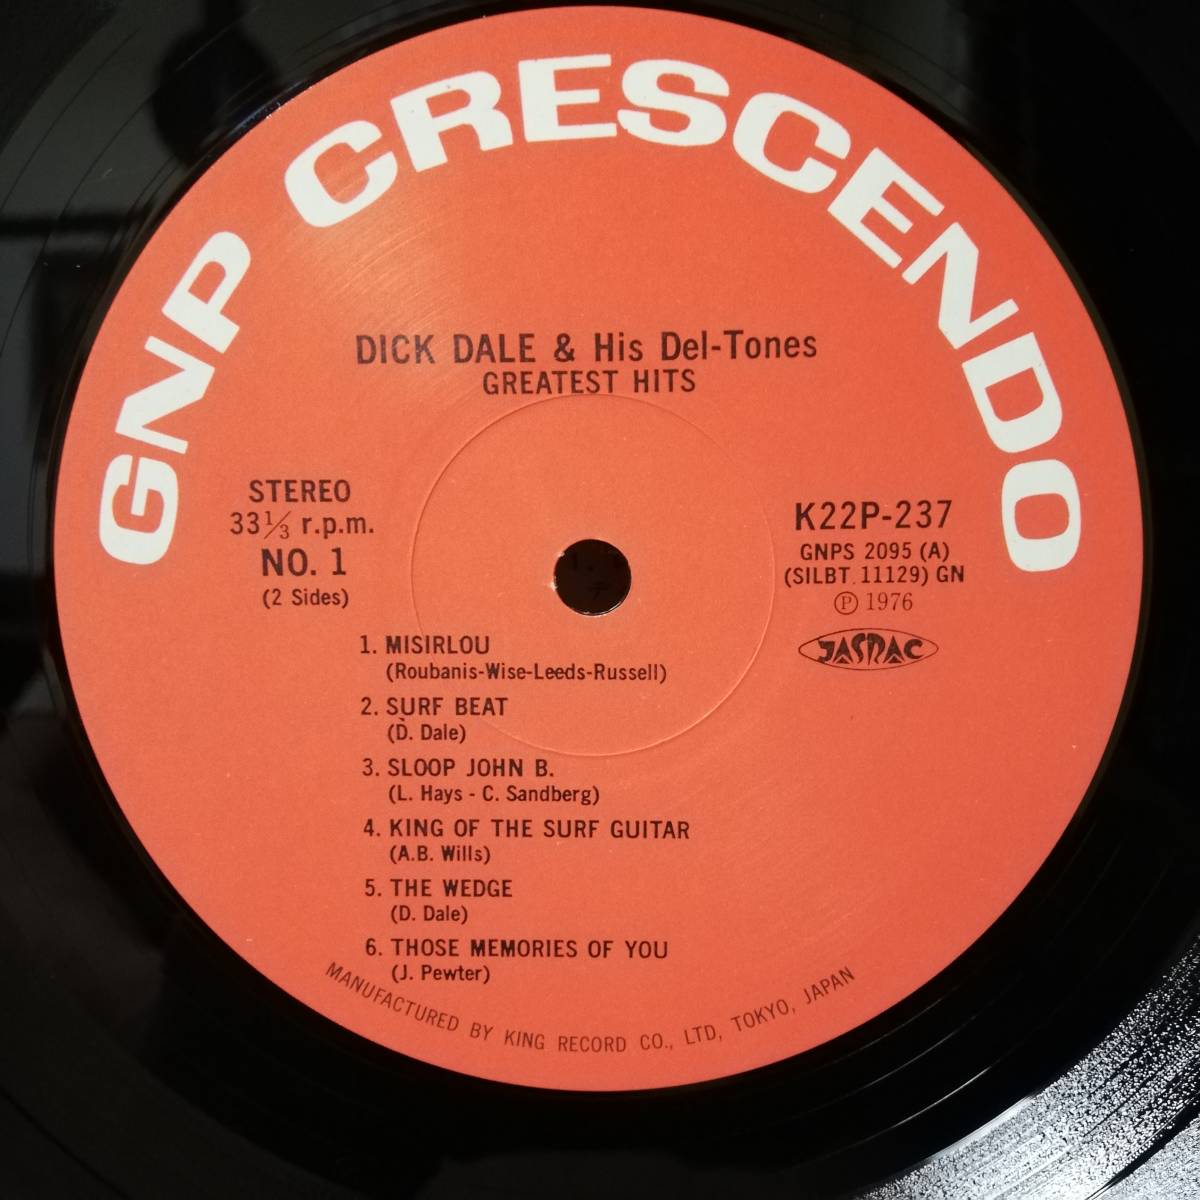 GNP CRESCENDO
DICK DALE & His Del-Tones
GREATEST HITS
STEREO
33 1/3 r.p.m.
NO. 1
(2 Sides)
K22P-237
GNPS 2095 (A)
(SILBT. 11129) GN
Ⓟ 1976
JASRAC
1. MISIRLOU
(Roubanis-Wise-Leeds-Russell)
2. SURF BEAT
(D. Dale)
3. SLOOP JOHN B.
(L. Hays - C. Sandberg)
4. KING OF THE SURF GUITAR
(A.B. Wills)
5. THE WEDGE
(D. Dale)
6. THOSE MEMORIES OF YOU
(J. Pewter)
MANUFACTURED BY KING RECORD CO., LTD, TOKYO, JAPAN